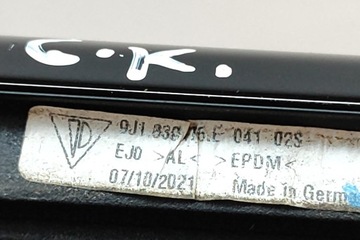 C.K.
9J1 839 76.E 041 02S
EJ0 >AL< >EPDM<
07/10/2021 Made in Germ